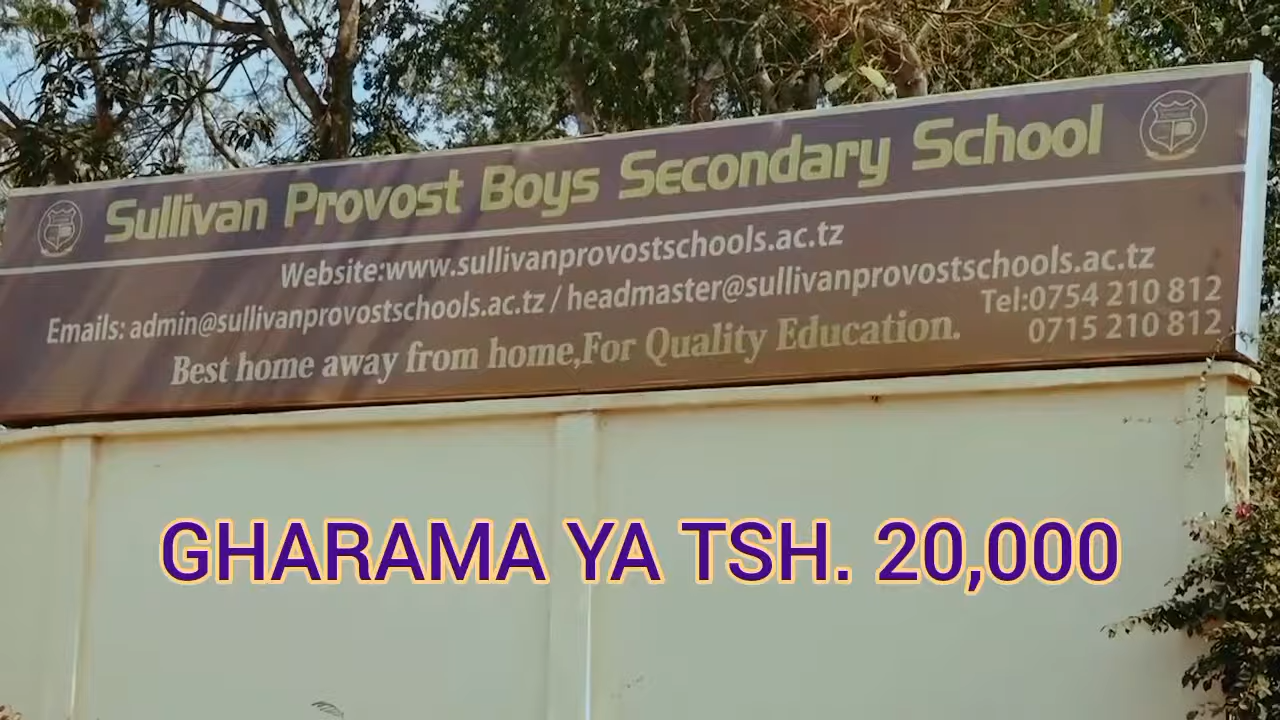 Sullivan Provost Boys Secondary School
Website:www.sullivanprovostschools.ac.tz
Emails: admin@sullivanprovostschools.ac.tz / headmaster@sullivanprovostschools.ac.tz
Tel:0754 210 812
0715 210 812
Best home away from home,For Quality Education.
GHARAMA YA TSH. 20,000